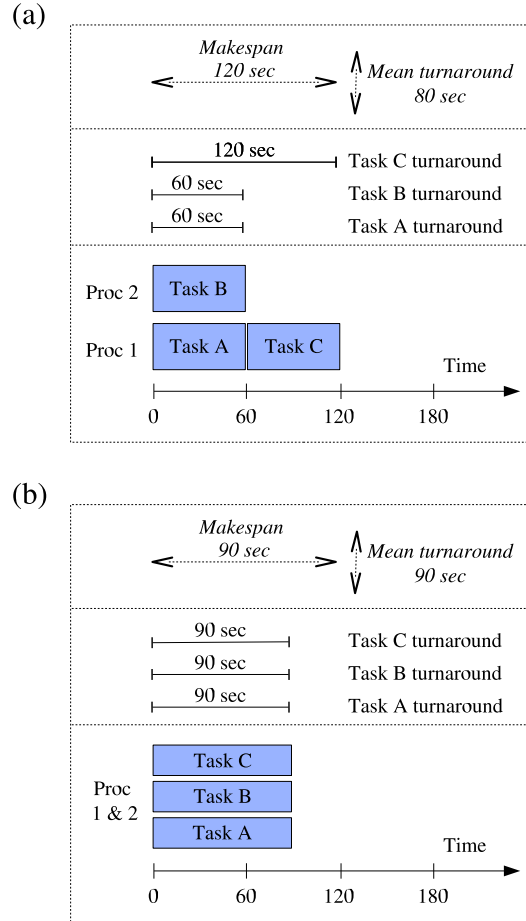 (a)
Makespan
120 sec
Mean turnaround
80 sec
120 sec
Task C turnaround
60 sec
Task B turnaround
60 sec
Task A turnaround
Proc 2
Task B
Proc 1
Task A
Task C
Time
0
60
120
180
(b)
Makespan
90 sec
Mean turnaround
90 sec
90 sec
Task C turnaround
90 sec
Task B turnaround
90 sec
Task A turnaround
Proc
1 & 2
Task C
Task B
Task A
Time
0
60
120
180